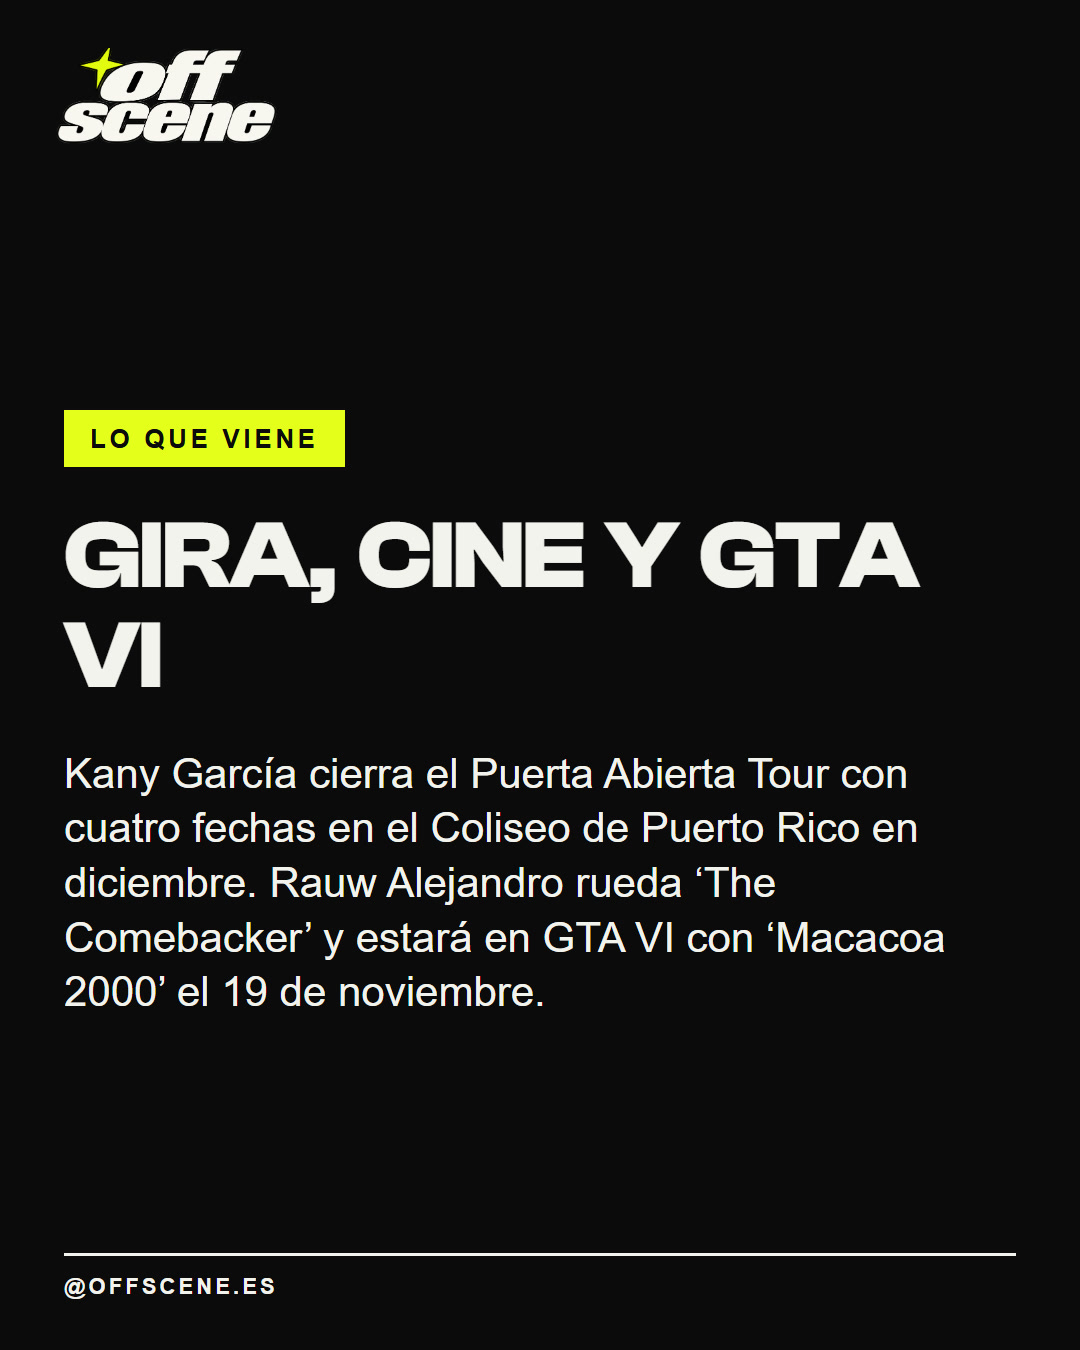 off
scene
LO QUE VIENE
GIRA, CINE Y GTA
VI
Kany García cierra el Puerta Abierta Tour con
cuatro fechas en el Coliseo de Puerto Rico en
diciembre. Rauw Alejandro rueda ‘The
Comebacker’ y estará en GTA VI con ‘Macacoa
2000’ el 19 de noviembre.
@OFFSCENE.ES